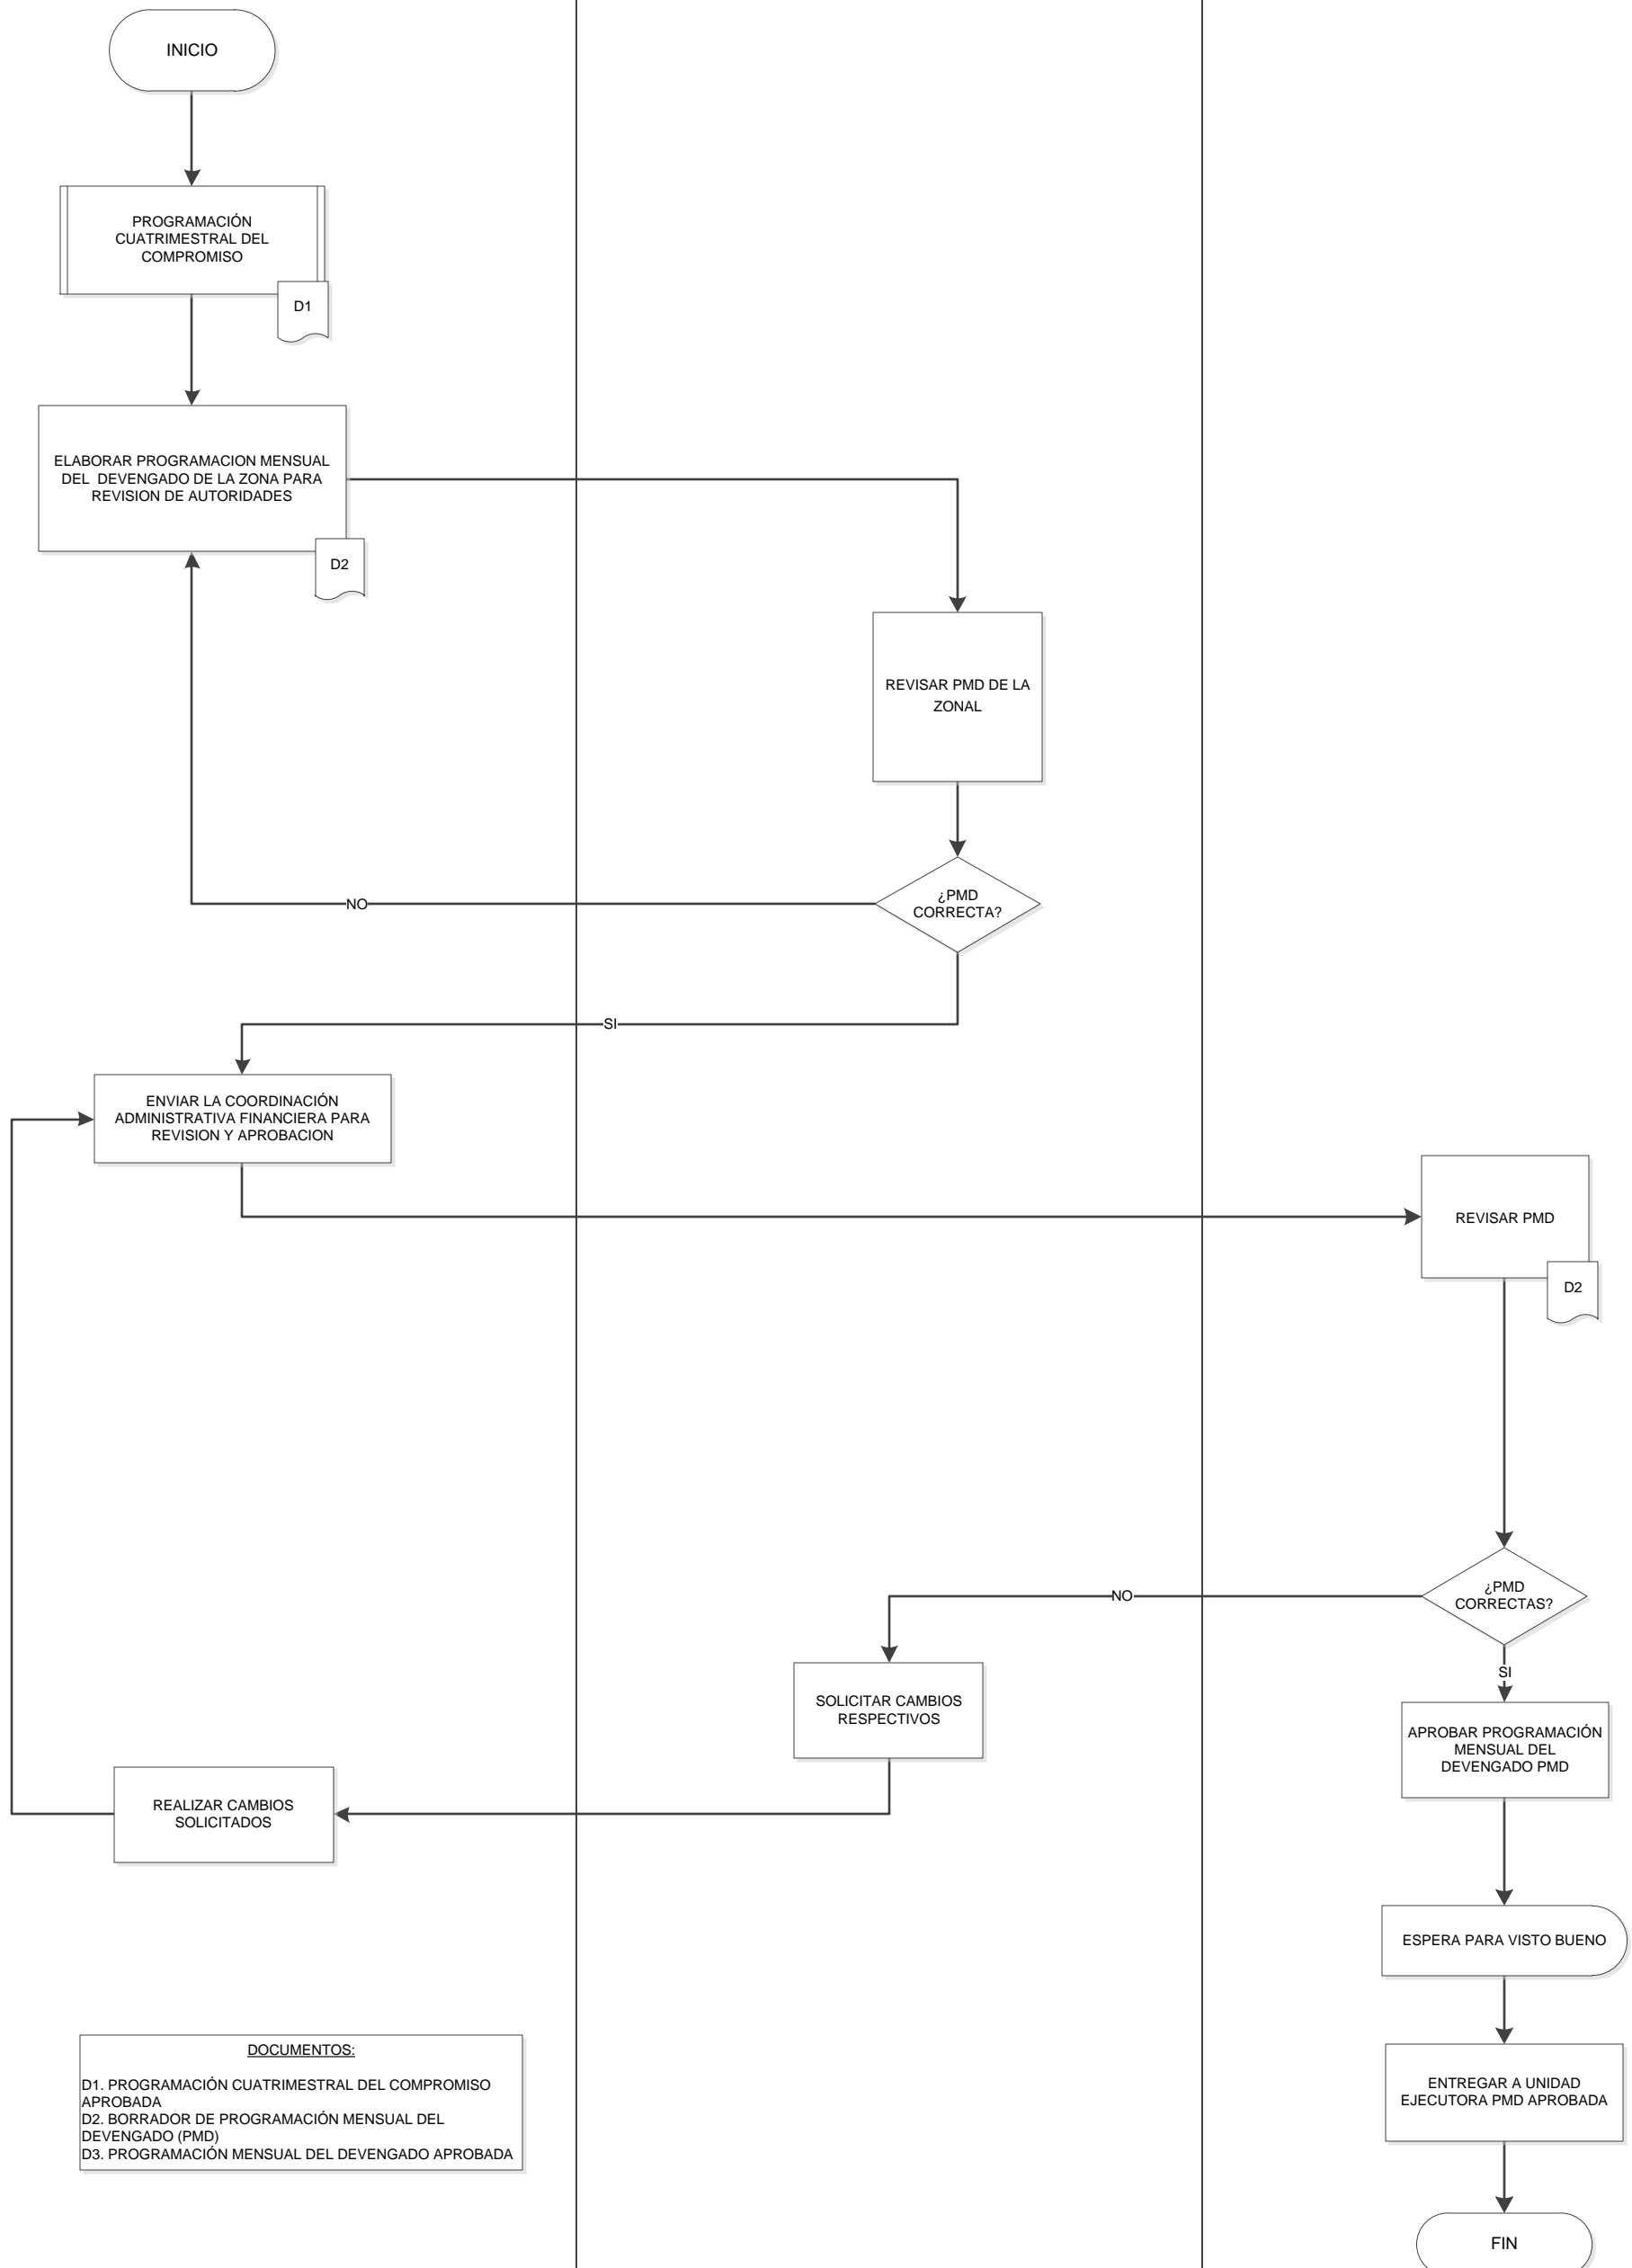 INICIO
PROGRAMACIÓN
CUATRIMESTRAL DEL
COMPROMISO
D1
ELABORAR PROGRAMACION MENSUAL
DEL DEVENGADO DE LA ZONA PARA
REVISION DE AUTORIDADES
D2
REVISAR PMD DE LA
ZONAL
¿PMD
CORRECTA?
NO
SI
ENVIAR LA COORDINACIÓN
ADMINISTRATIVA FINANCIERA PARA
REVISION Y APROBACION
REVISAR PMD
D2
¿PMD
CORRECTAS?
NO
SI
SOLICITAR CAMBIOS
RESPECTIVOS
APROBAR PROGRAMACIÓN
MENSUAL DEL
DEVENGADO PMD
REALIZAR CAMBIOS
SOLICITADOS
ESPERA PARA VISTO BUENO
DOCUMENTOS:
D1. PROGRAMACIÓN CUATRIMESTRAL DEL COMPROMISO
APROBADA
D2. BORRADOR DE PROGRAMACIÓN MENSUAL DEL
DEVENGADO (PMD)
D3. PROGRAMACIÓN MENSUAL DEL DEVENGADO APROBADA
ENTREGAR A UNIDAD
EJECUTORA PMD APROBADA
FIN